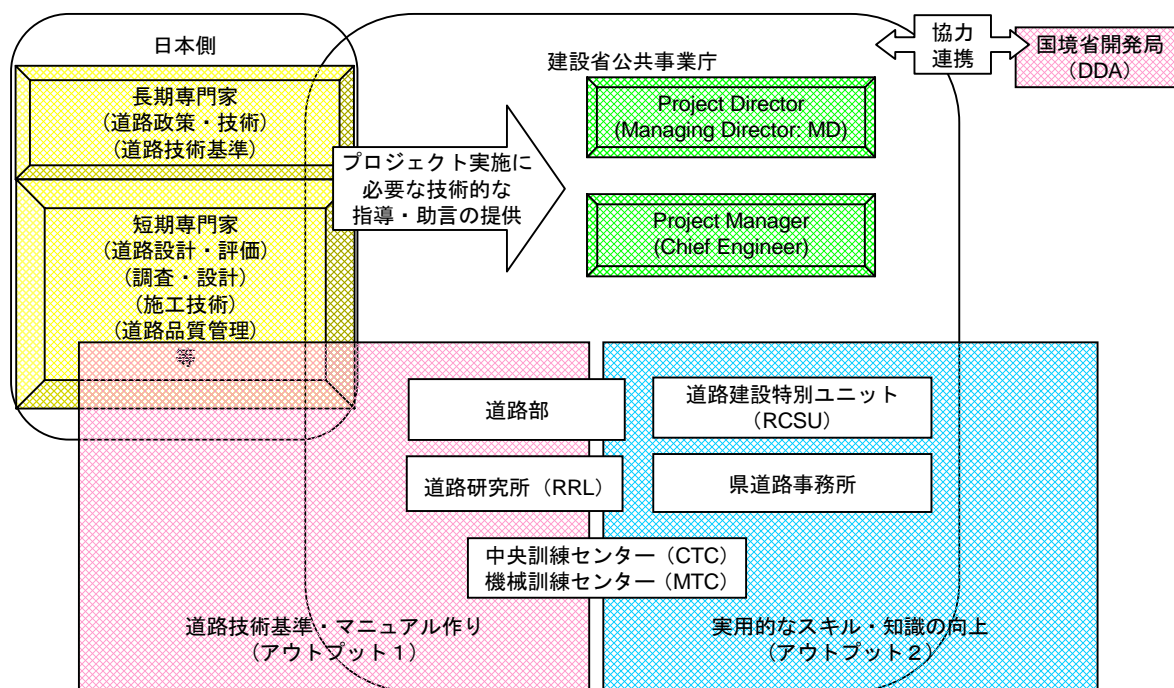 日本側
長期専門家
(道路政策・技術)
(道路技術基準)
短期専門家
(道路設計・評価)
(調査・設計)
(施工技術)
(道路品質管理)
等
プロジェクト実施に
必要な技術的な
指導・助言の提供
建設省公共事業庁
Project Director
(Managing Director: MD)
Project Manager
(Chief Engineer)
協力
連携
国境省開発局
(DDA)
道路部
道路建設特別ユニット
(RCSU)
道路研究所（RRL）
県道路事務所
中央訓練センター（CTC）
機械訓練センター（MTC）
道路技術基準・マニュアル作り
（アウトプット１）
実用的なスキル・知識の向上
（アウトプット２）